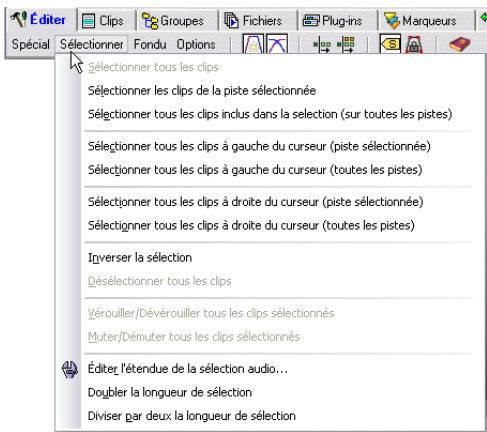 Éditer Clips Groupes Fichiers Plug-ins Marqueurs
Spécial Sélectionner Fondu Options
Sélectionner tous les clips
Sélectionner les clips de la piste sélectionnée
Sélectionner tous les clips inclus dans la selection (sur toutes les pistes)
Sélectionner tous les clips à gauche du curseur (piste sélectionnée)
Sélectionner tous les clips à gauche du curseur (toutes les pistes)
Sélectionner tous les clips à droite du curseur (piste sélectionnée)
Sélectionner tous les clips à droite du curseur (toutes les pistes)
Inverser la sélection
Désélectionner tous les clips
Vérouiller/Dévérouiller tous les clips sélectionnés
Muter/Démuter tous les clips sélectionnés
Éditer l'étendue de la sélection audio...
Doubler la longueur de sélection
Diviser par deux la longueur de sélection